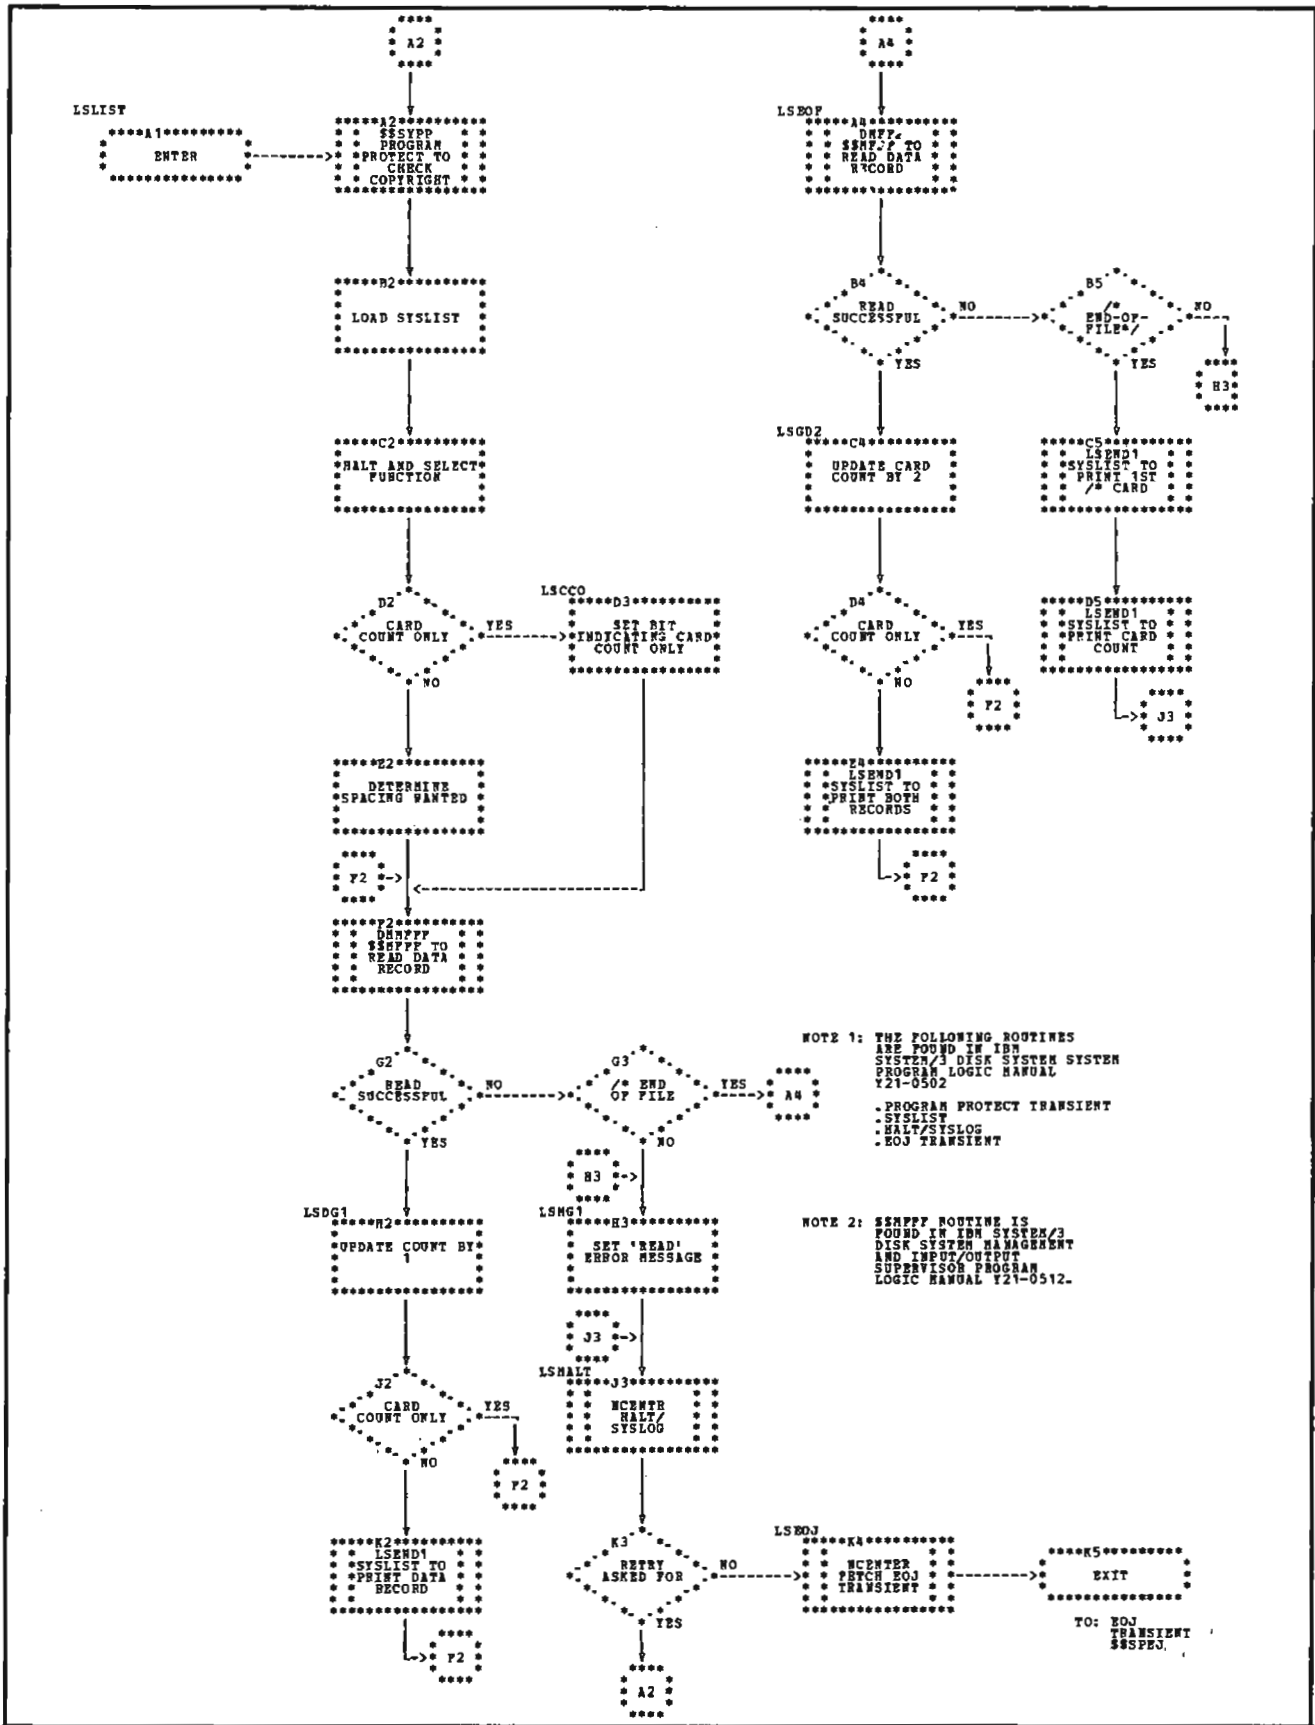 A2
LSLIST
A1
ENTER
A2
$$SYPP
PROGRAM
PROTECT TO
CHECK
COPYRIGHT
B2
LOAD SYSLIST
C2
HALT AND SELECT
FUNCTION
D2
CARD
COUNT ONLY
YES
NO
LSCCO
D3
SET BIT
INDICATING CARD
COUNT ONLY
E2
DETERMINE
SPACING WANTED
F2
F2
$$MFFF TO
READ DATA
RECORD
G2
READ
SUCCESSFUL
NO
YES
G3
/* END
OF FILE
YES
NO
A4
H3
LSDG1
H2
UPDATE COUNT BY
1
LSMG1
H3
SET 'READ'
ERROR MESSAGE
J3
J2
CARD
COUNT ONLY
YES
NO
F2
LSHALT
J3
NCENTR
HALT/
SYSLOG
K2
LSEND1
SYSLIST TO
PRINT DATA
RECORD
F2
K3
RETRY
ASKED FOR
NO
YES
A2
LSEOJ
K4
NCENTER
FETCH EOJ
TRANSIENT
K5
EXIT
TO: EOJ
TRANSIENT
$$SPEJ
A4
LSEOF
A4
TO
READ DATA
RECORD
B4
READ
SUCCESSFUL
NO
YES
B5
/*
END-OF-
FILE*/
NO
YES
H3
LSGD2
C4
UPDATE CARD
COUNT BY 2
C5
LSEND1
SYSLIST TO
PRINT 1ST
/* CARD
D4
CARD
COUNT ONLY
YES
NO
F2
D5
LSEND1
SYSLIST TO
PRINT CARD
COUNT
J3
E4
LSEND1
SYSLIST TO
PRINT BOTH
RECORDS
F2
NOTE 1: THE FOLLOWING ROUTINES
ARE FOUND IN IBM
SYSTEM/3 DISK SYSTEM SYSTEM
PROGRAM LOGIC MANUAL
Y21-0502
.PROGRAM PROTECT TRANSIENT
.SYSLIST
.HALT/SYSLOG
.EOJ TRANSIENT
NOTE 2: $$MFFF ROUTINE IS
FOUND IN IBM SYSTEM/3
DISK SYSTEM MANAGEMENT
AND INPUT/OUTPUT
SUPERVISOR PROGRAM
LOGIC MANUAL Y21-0512.